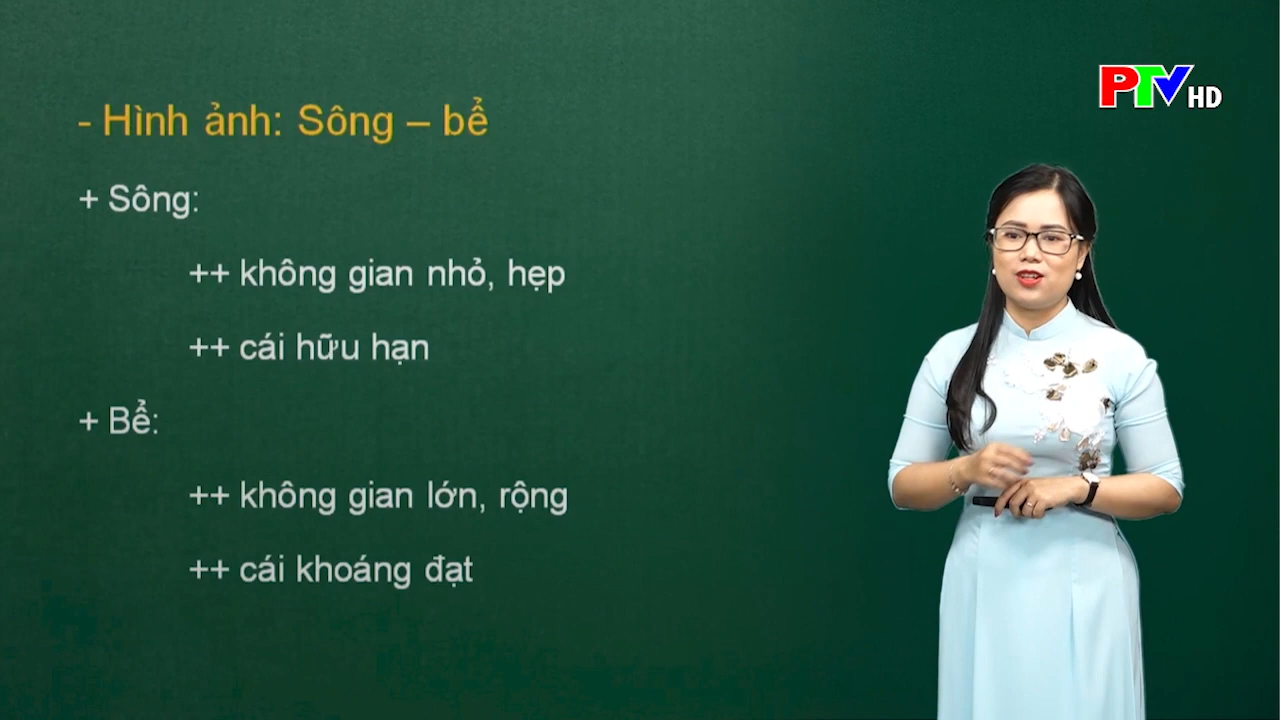 PTV HD
- Hình ảnh: Sông – bể
+ Sông:
++ không gian nhỏ, hẹp
++ cái hữu hạn
+ Bể:
++ không gian lớn, rộng
++ cái khoáng đạt